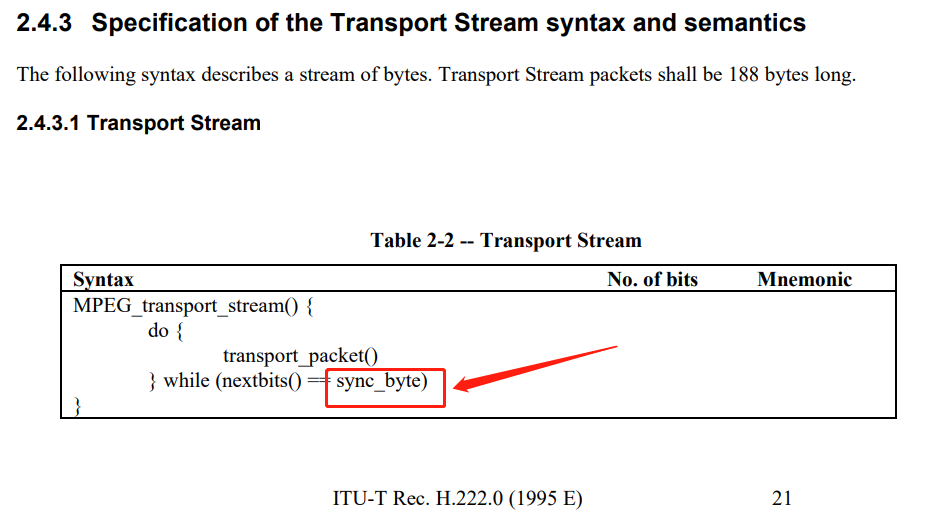 2.4.3 Specification of the Transport Stream syntax and semantics
The following syntax describes a stream of bytes. Transport Stream packets shall be 188 bytes long.
2.4.3.1 Transport Stream
Table 2-2 -- Transport Stream
Syntax No. of bits Mnemonic
MPEG_transport_stream() {
do {
transport_packet()
} while (nextbits() == sync_byte)
}
ITU-T Rec. H.222.0 (1995 E) 21